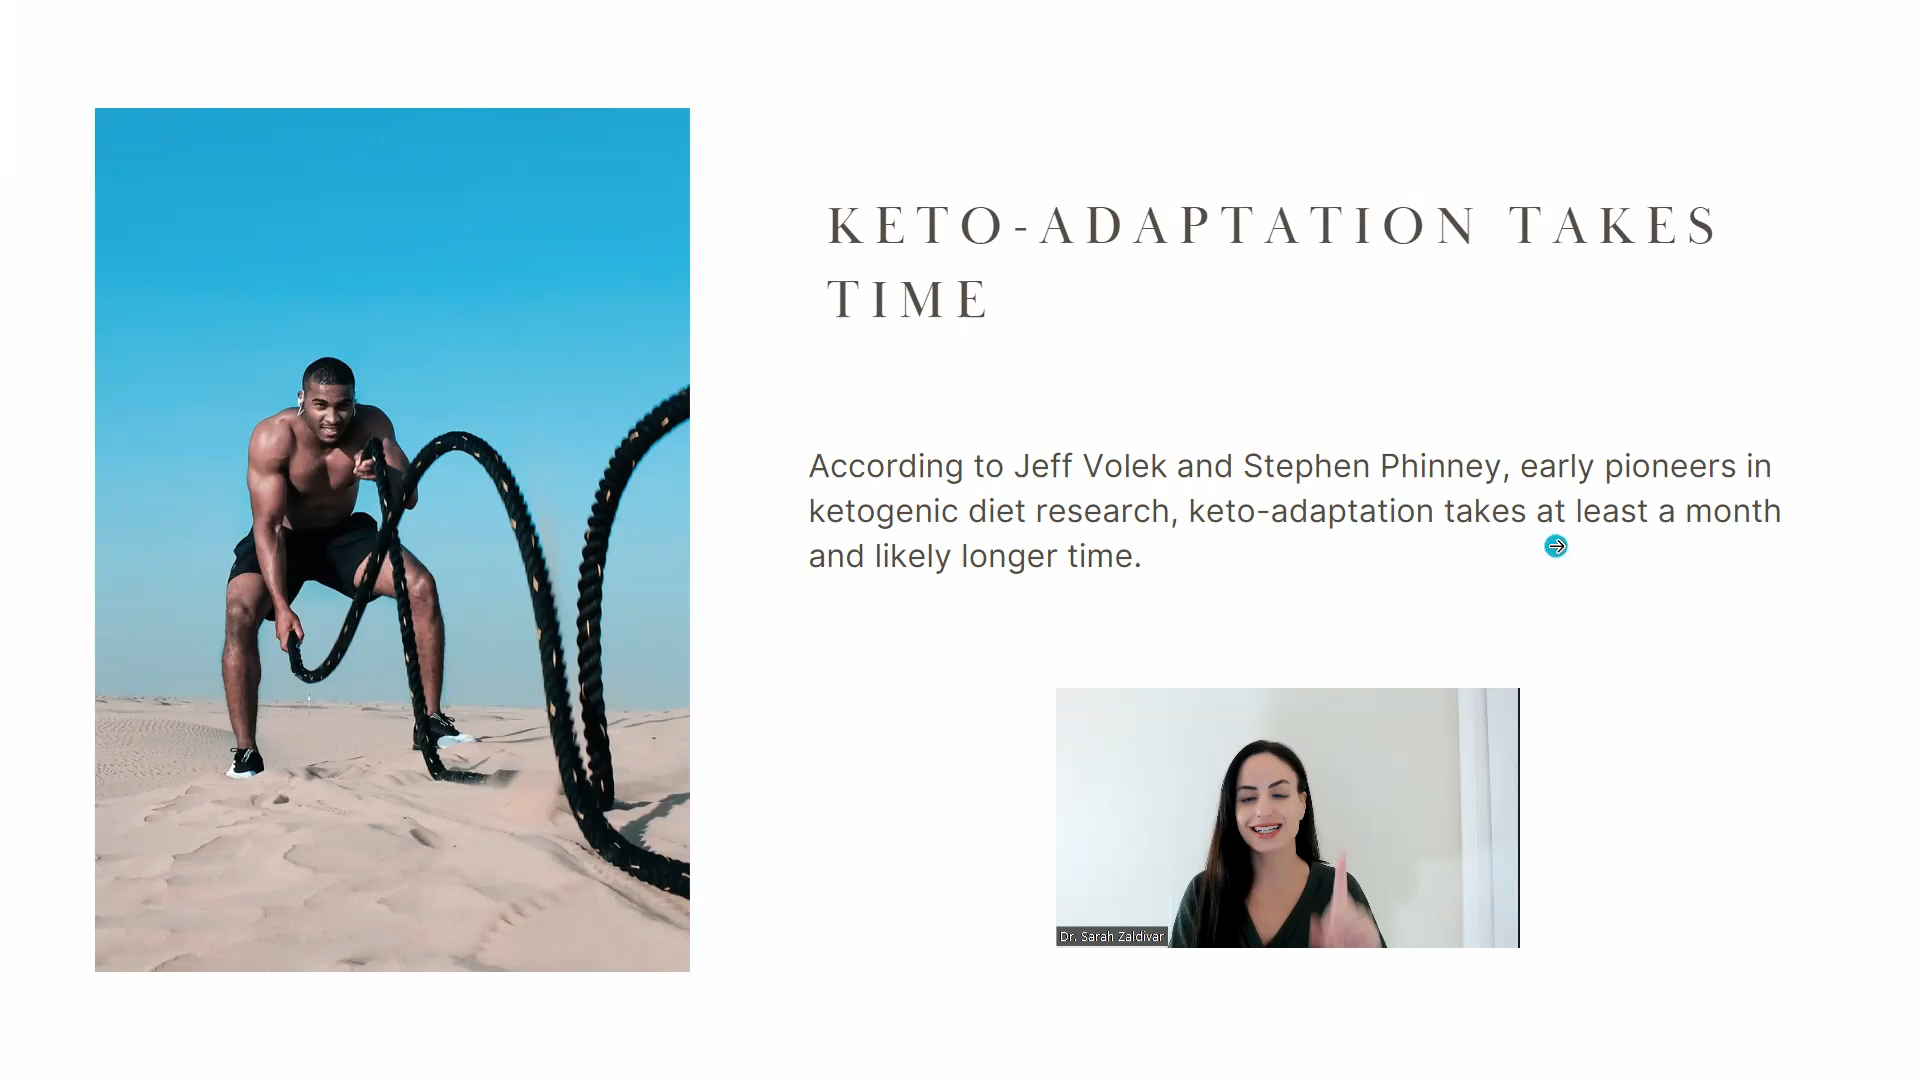 KETO-ADAPTATION TAKES
TIME
According to Jeff Volek and Stephen Phinney, early pioneers in
ketogenic diet research, keto-adaptation takes at least a month
and likely longer time.
Dr. Sarah Zaldivar